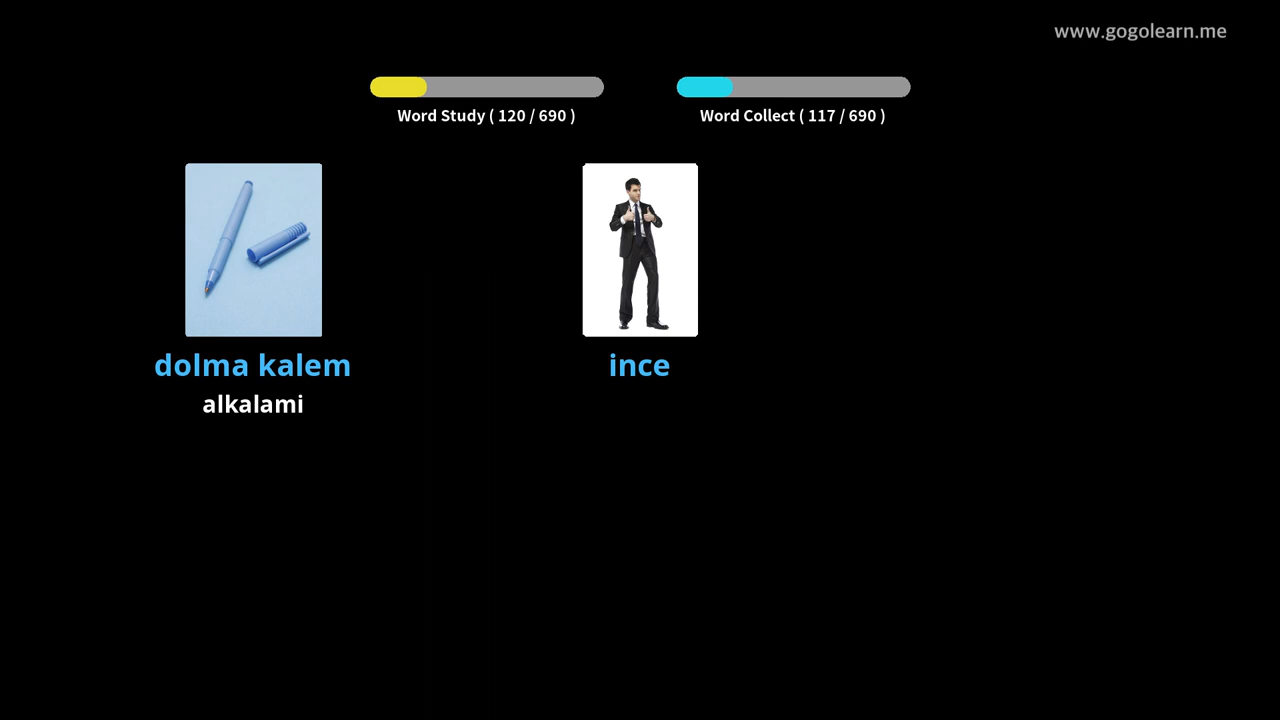 www.gogolearn.me
Word Study ( 120 / 690 )
Word Collect ( 117 / 690 )
dolma kalem
alkalami
ince